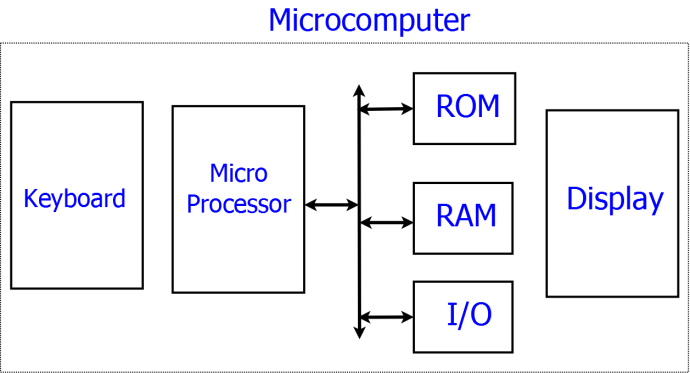 Microcomputer
Keyboard
Micro
Processor
ROM
RAM
I/O
Display